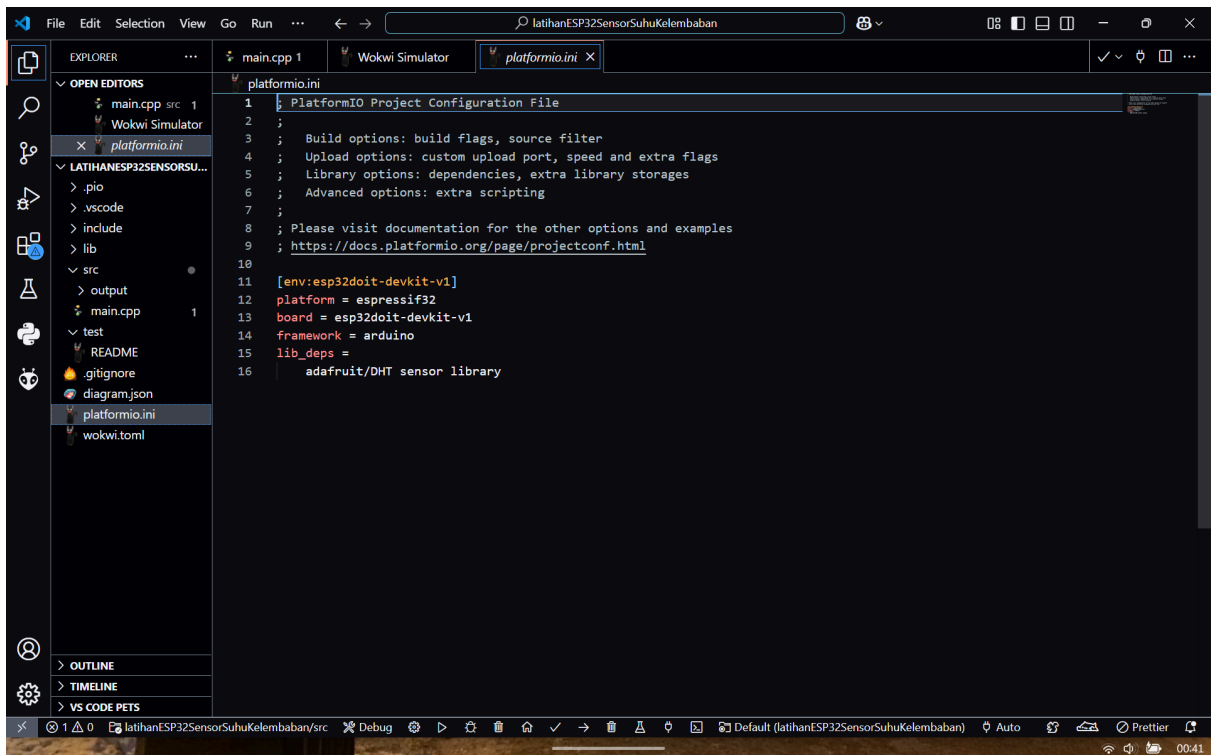 File Edit Selection View Go Run ··· ← → latihanESP32SensorSuhuKelembaban
EXPLORER ···
OPEN EDITORS
main.cpp src 1
Wokwi Simulator
platformio.ini
LATIHANESP32SENSORSU...
.pio
.vscode
include
lib
src
output
main.cpp 1
test
README
.gitignore
diagram.json
platformio.ini
wokwi.toml
OUTLINE
TIMELINE
VS CODE PETS
main.cpp 1 Wokwi Simulator platformio.ini
platformio.ini
1 ; PlatformIO Project Configuration File
2 ;
3 ;   Build options: build flags, source filter
4 ;   Upload options: custom upload port, speed and extra flags
5 ;   Library options: dependencies, extra library storages
6 ;   Advanced options: extra scripting
7 ;
8 ; Please visit documentation for the other options and examples
9 ; https://docs.platformio.org/page/projectconf.html
10
11 [env:esp32doit-devkit-v1]
12 platform = espressif32
13 board = esp32doit-devkit-v1
14 framework = arduino
15 lib_deps =
16     adafruit/DHT sensor library
1 0 latihanESP32SensorSuhuKelembaban/src Debug Default (latihanESP32SensorSuhuKelembaban) Auto Prettier
00:41